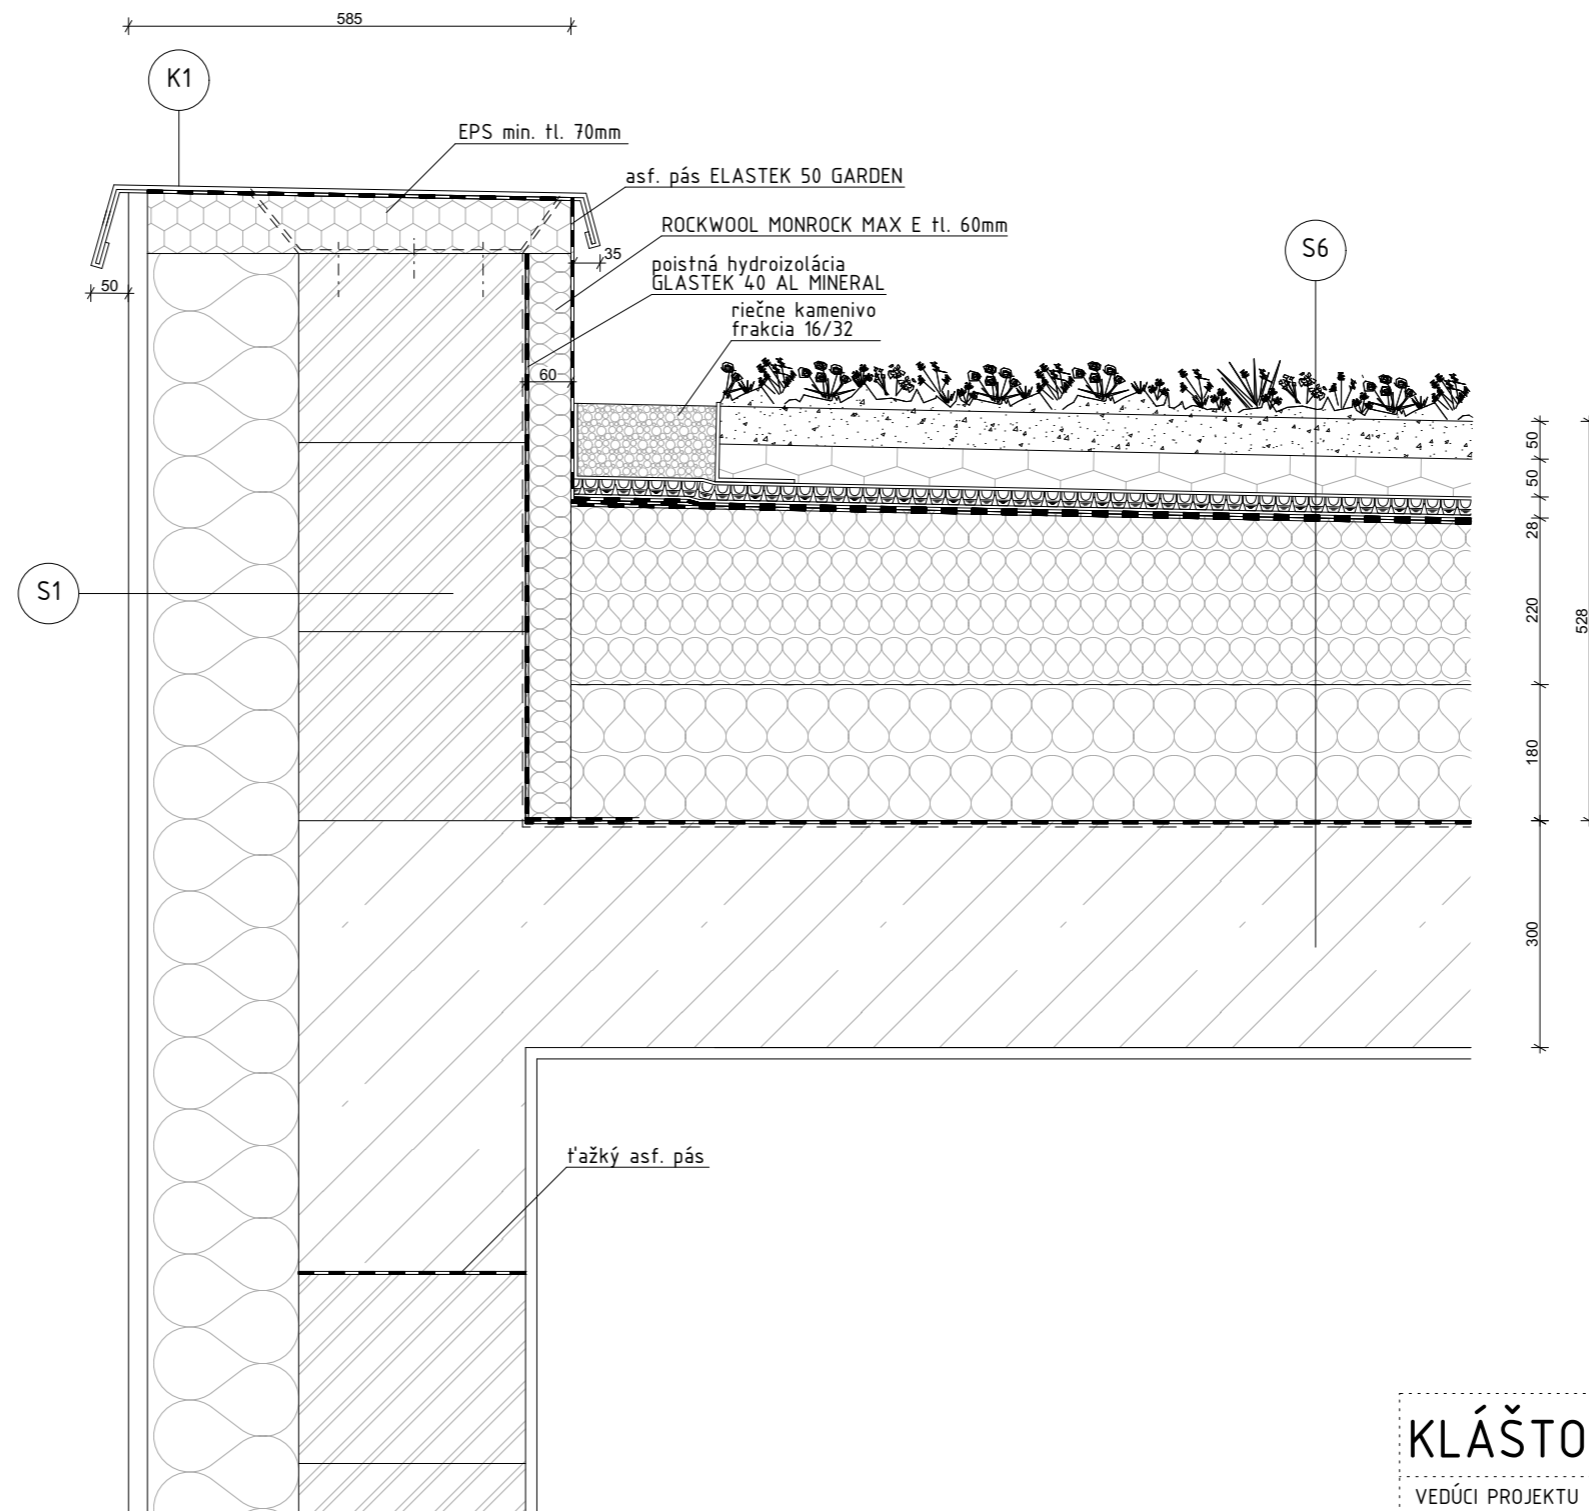 585
K1
EPS min. tl. 70mm
asf. pás ELASTEK 50 GARDEN
ROCKWOOL MONROCK MAX E tl. 60mm
S6
35
poistná hydroizolácia
GLASTEK 40 AL MINERAL
50
riečne kamenivo
frakcia 16/32
60
50
50
28
S1
220
528
180
300
ťažký asf. pás
KLÁŠTO
VEDÚCI PROJEKTU